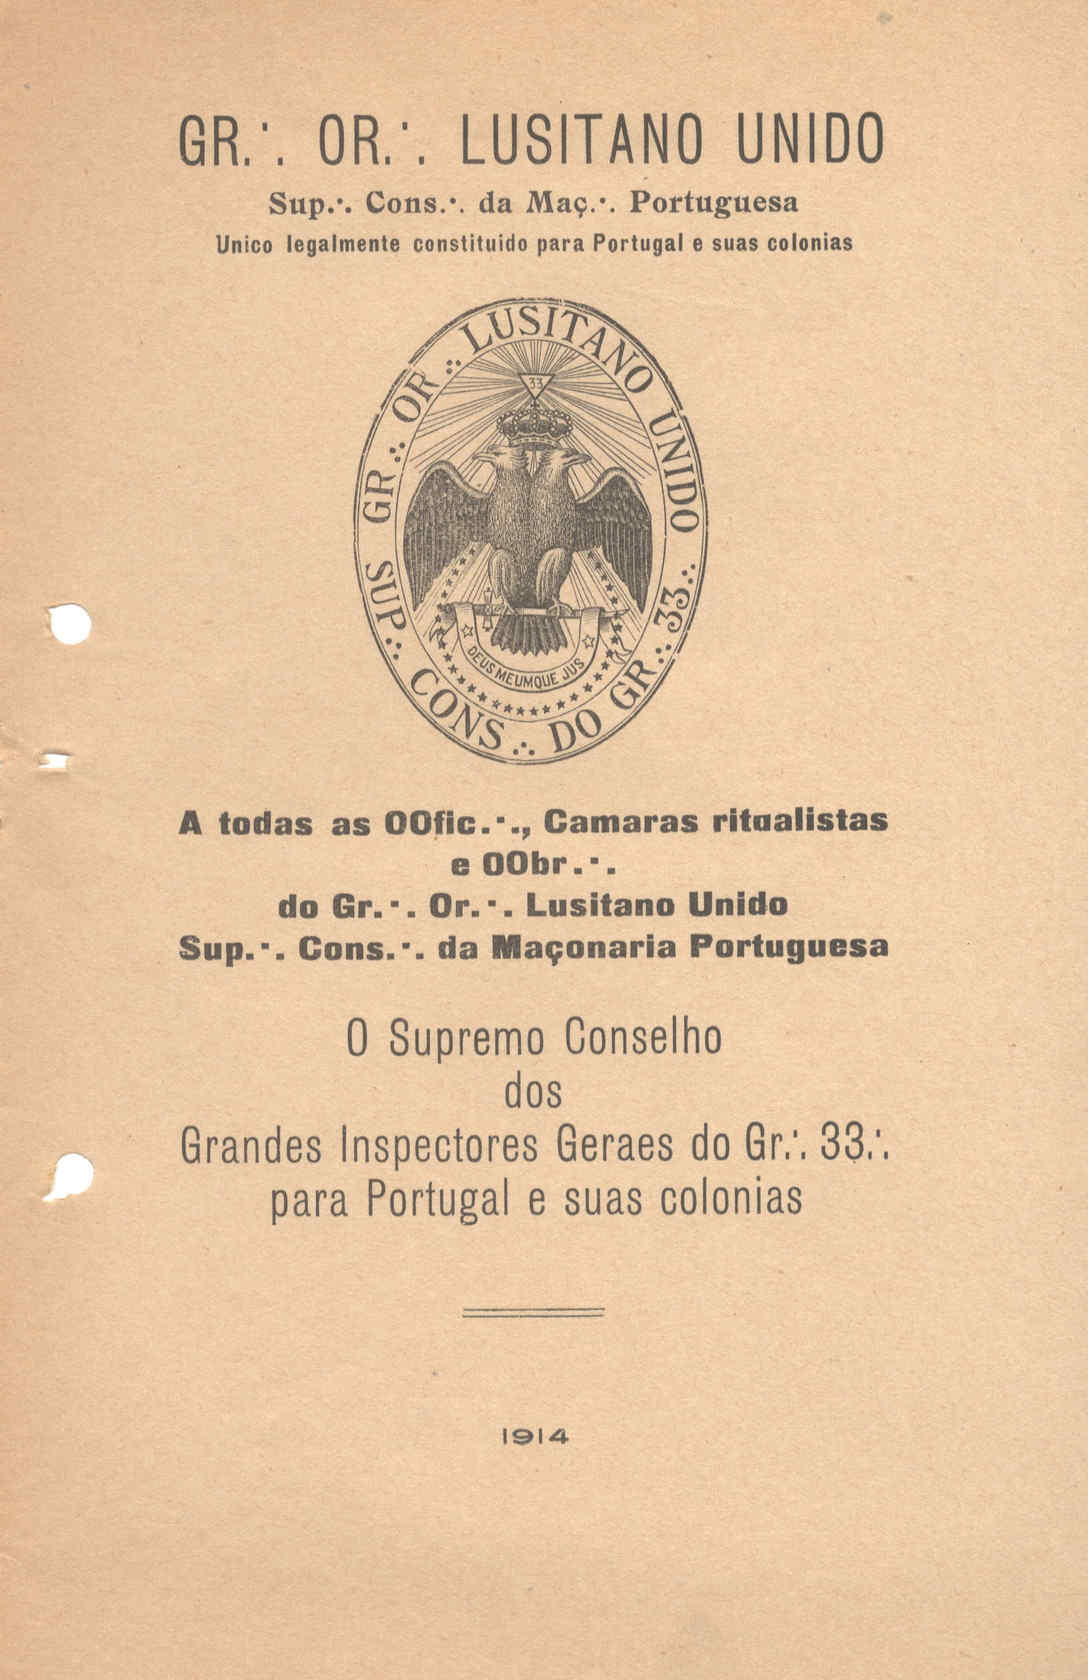 GR.·. OR.·. LUSITANO UNIDO
Sup.·. Cons.·. da Maç.·. Portuguesa
Unico legalmente constituido para Portugal e suas colonias
SUP.·. GR.·. OR.·. LUSITANO UNIDO
CONS.·. DO GR.·. 33.·.
33
DEUS MEUMQUE JUS
A todas as OOfic.·., Camaras ritualistas
e OObr.·.
do Gr.·. Or.·. Lusitano Unido
Sup.·. Cons.·. da Maçonaria Portuguesa
O Supremo Conselho
dos
Grandes Inspectores Geraes do Gr.·. 33.·.
para Portugal e suas colonias
1914